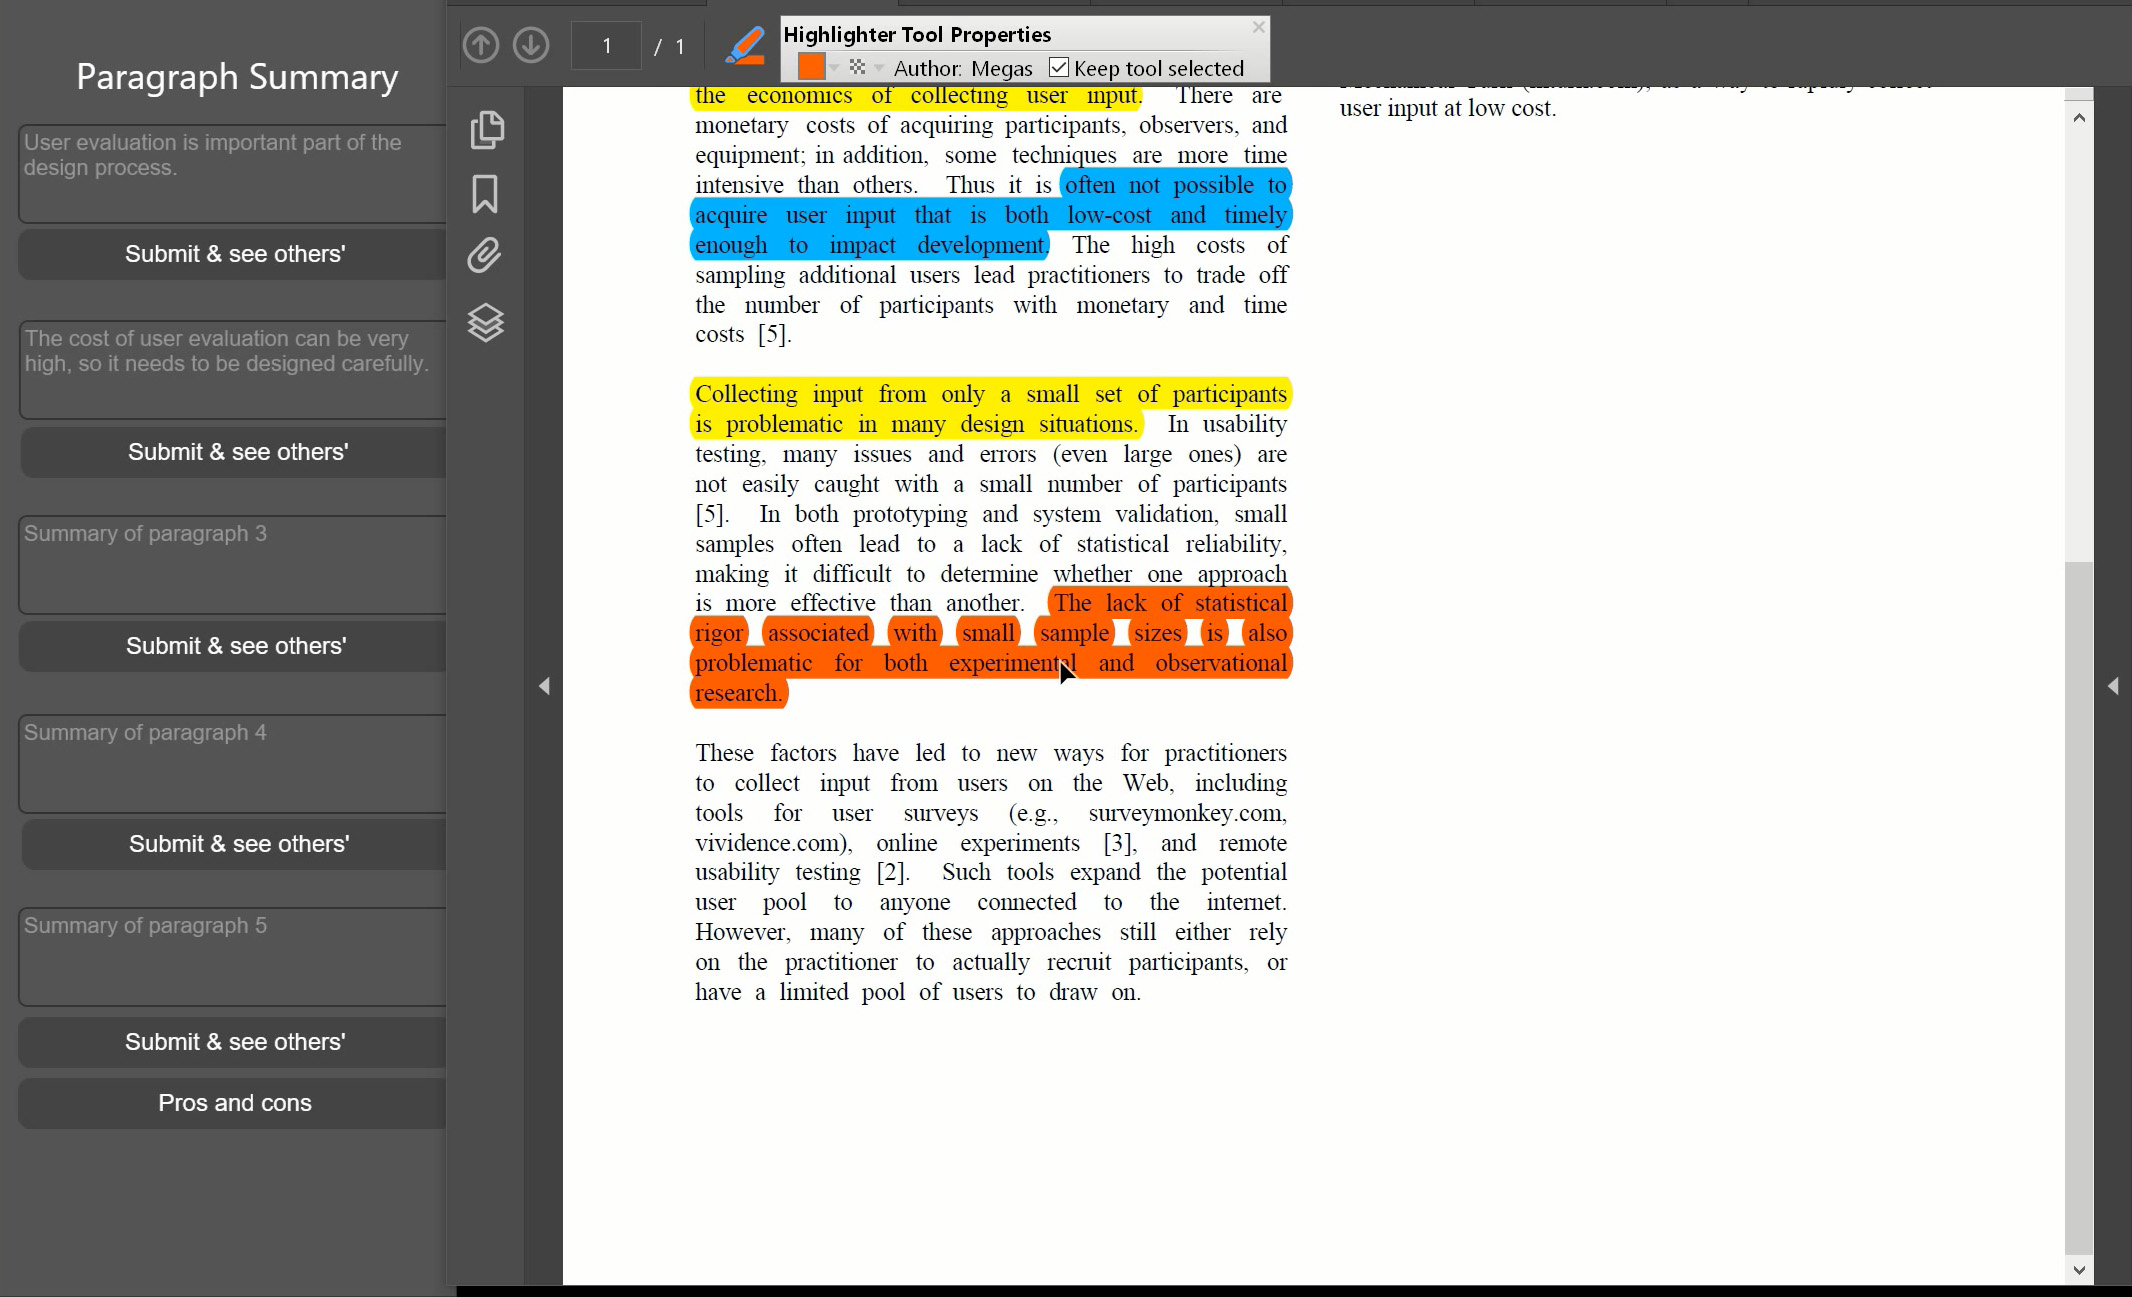 Paragraph Summary
User evaluation is important part of the
design process.
Submit & see others'
The cost of user evaluation can be very
high, so it needs to be designed carefully.
Submit & see others'
Summary of paragraph 3
Submit & see others'
Summary of paragraph 4
Submit & see others'
Summary of paragraph 5
Submit & see others'
Pros and cons
1 / 1
Highlighter Tool Properties
Author: Megas Keep tool selected
the economics of collecting user input. There are
monetary costs of acquiring participants, observers, and
equipment; in addition, some techniques are more time
intensive than others. Thus it is often not possible to
acquire user input that is both low-cost and timely
enough to impact development. The high costs of
sampling additional users lead practitioners to trade off
the number of participants with monetary and time
costs [5].
Collecting input from only a small set of participants
is problematic in many design situations. In usability
testing, many issues and errors (even large ones) are
not easily caught with a small number of participants
[5]. In both prototyping and system validation, small
samples often lead to a lack of statistical reliability,
making it difficult to determine whether one approach
is more effective than another. The lack of statistical
rigor associated with small sample sizes is also
problematic for both experimental and observational
research.
These factors have led to new ways for practitioners
to collect input from users on the Web, including
tools for user surveys (e.g., surveymonkey.com,
vividence.com), online experiments [3], and remote
usability testing [2]. Such tools expand the potential
user pool to anyone connected to the internet.
However, many of these approaches still either rely
on the practitioner to actually recruit participants, or
have a limited pool of users to draw on.
user input at low cost.